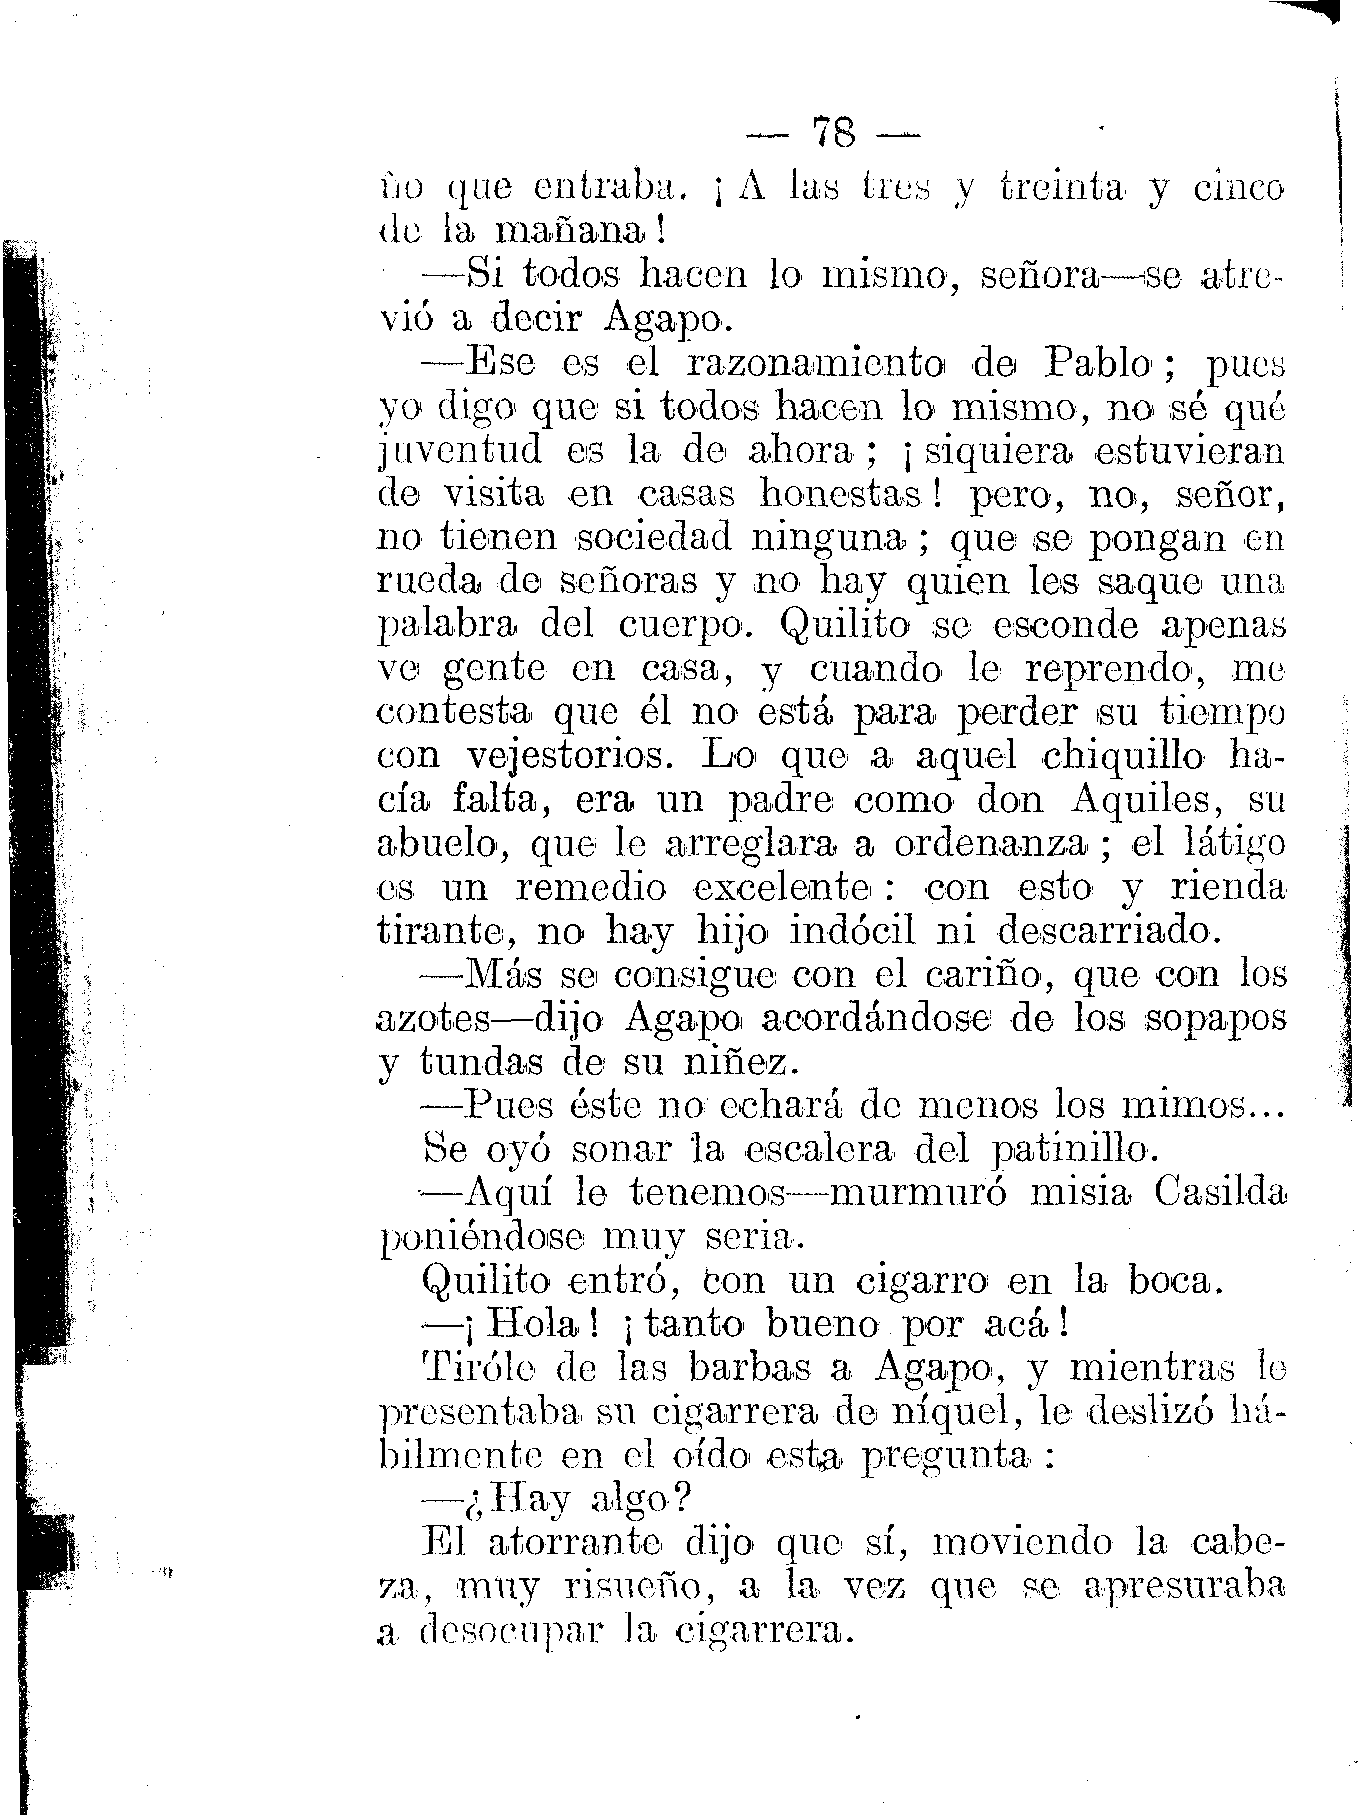 — 78 —
ño que entraba. ¡A las tres y treinta y cinco
de la mañana!
—Si todos hacen lo mismo, señora—se atre-
vió a decir Agapo.
—Ese es el razonamiento de Pablo; pues
yo digo que si todos hacen lo mismo, no sé qué
juventud es la de ahora; ¡siquiera estuvieran
de visita en casas honestas! pero, no, señor,
no tienen sociedad ninguna; que se pongan en
rueda de señoras y no hay quien les saque una
palabra del cuerpo. Quilito se esconde apenas
ve gente en casa, y cuando le reprendo, me
contesta que él no está para perder su tiempo
con vejestorios. Lo que a aquel chiquillo ha-
cía falta, era un padre como don Aquiles, su
abuelo, que le arreglara a ordenanza; el látigo
es un remedio excelente: con esto y rienda
tirante, no hay hijo indócil ni descarriado.
—Más se consigue con el cariño, que con los
azotes—dijo Agapo acordándose de los sopapos
y tundas de su niñez.
—Pues éste no echará de menos los mimos...
Se oyó sonar la escalera del patinillo.
—Aquí le tenemos—murmuró misia Casilda
poniéndose muy seria.
Quilito entró, con un cigarro en la boca.
—¡Hola! ¡tanto bueno por acá!
Tiróle de las barbas a Agapo, y mientras le
presentaba su cigarrera de níquel, le deslizó há-
bilmente en el oído esta pregunta:
—¿Hay algo?
El atorrante dijo que sí, moviendo la cabe-
za, muy risueño, a la vez que se apresuraba
a desocupar la cigarrera.